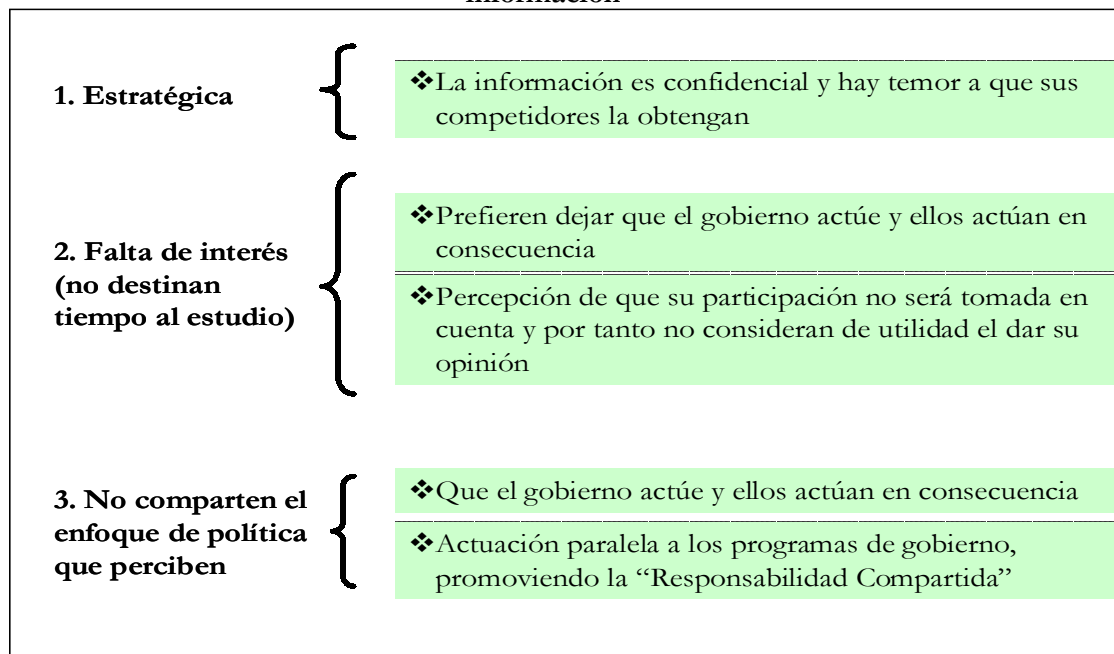 Información
1. Estratégica
❖La información es confidencial y hay temor a que sus
competidores la obtengan
2. Falta de interés
(no destinan
tiempo al estudio)
❖Prefieren dejar que el gobierno actúe y ellos actúan en
consecuencia
❖Percepción de que su participación no será tomada en
cuenta y por tanto no consideran de utilidad el dar su
opinión
3. No comparten el
enfoque de política
que perciben
❖Que el gobierno actúe y ellos actúan en consecuencia
❖Actuación paralela a los programas de gobierno,
promoviendo la “Responsabilidad Compartida”